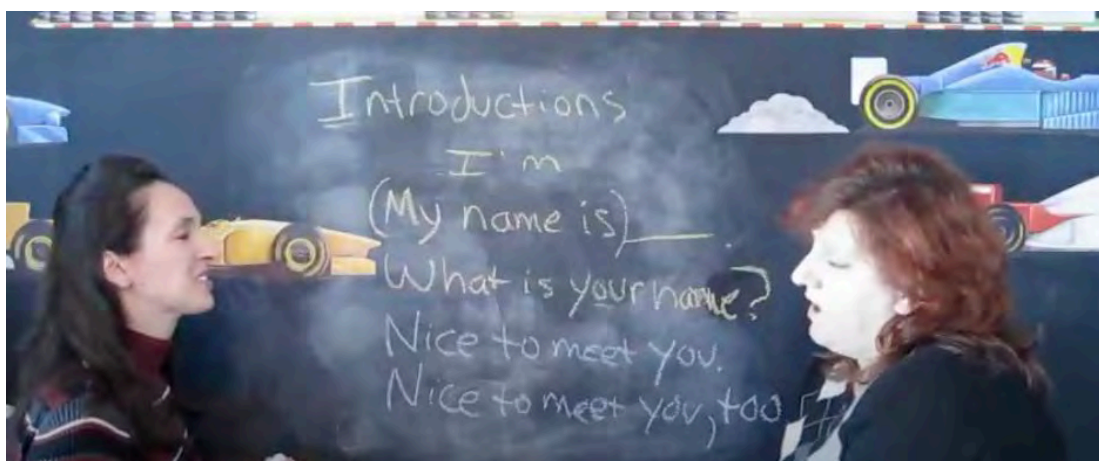 Introductions
I'm
(My name is) ___.
What is your name?
Nice to meet you.
Nice to meet you, too